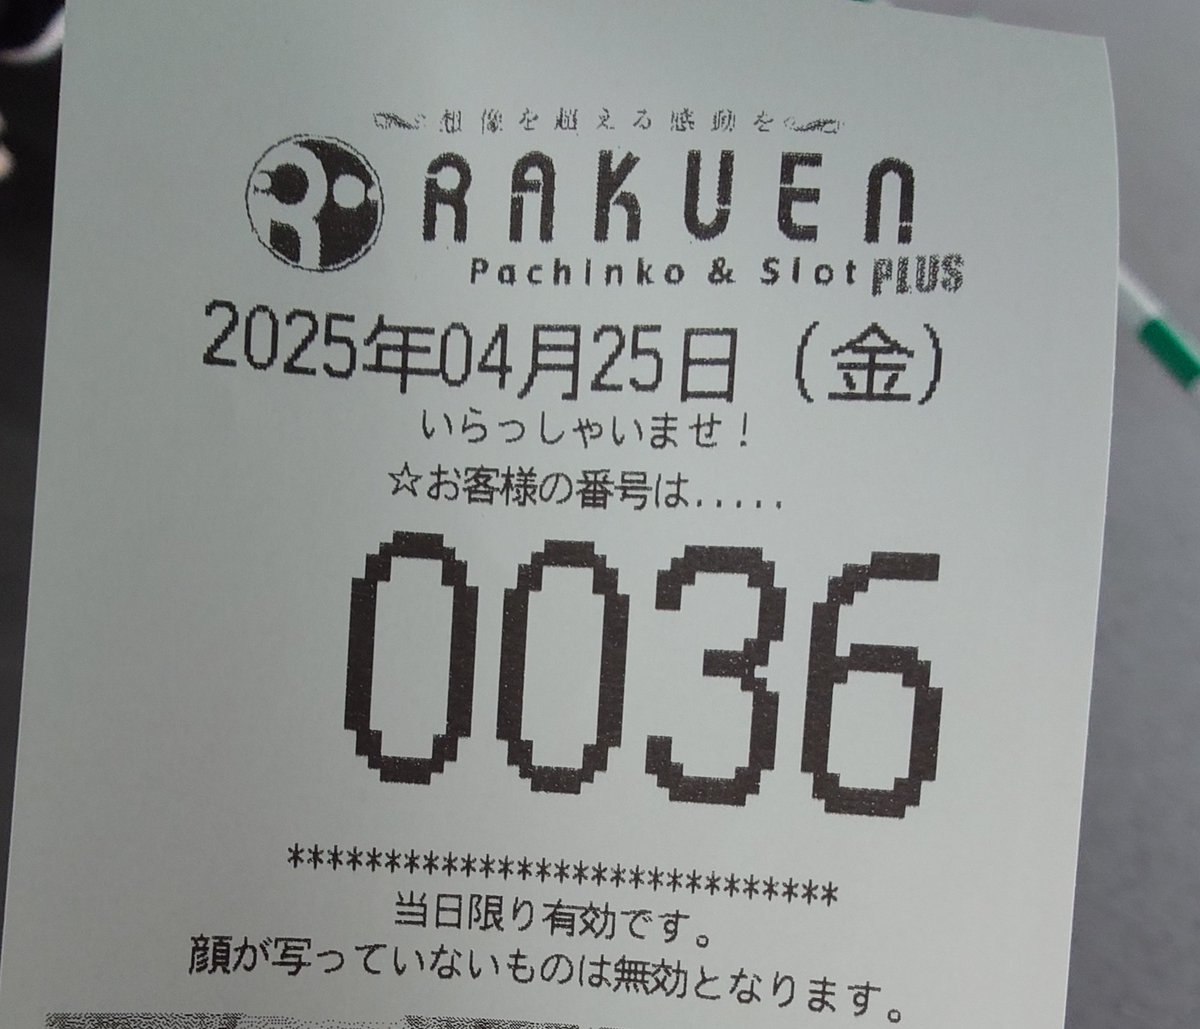 想像を超える感動を
RAKUEN
Pachinko & Slot PLUS
2025年04月25日（金）
いらっしゃいませ！
☆お客様の番号は.....
0036
*****************************
当日限り有効です。
顔が写っていないものは無効となります。